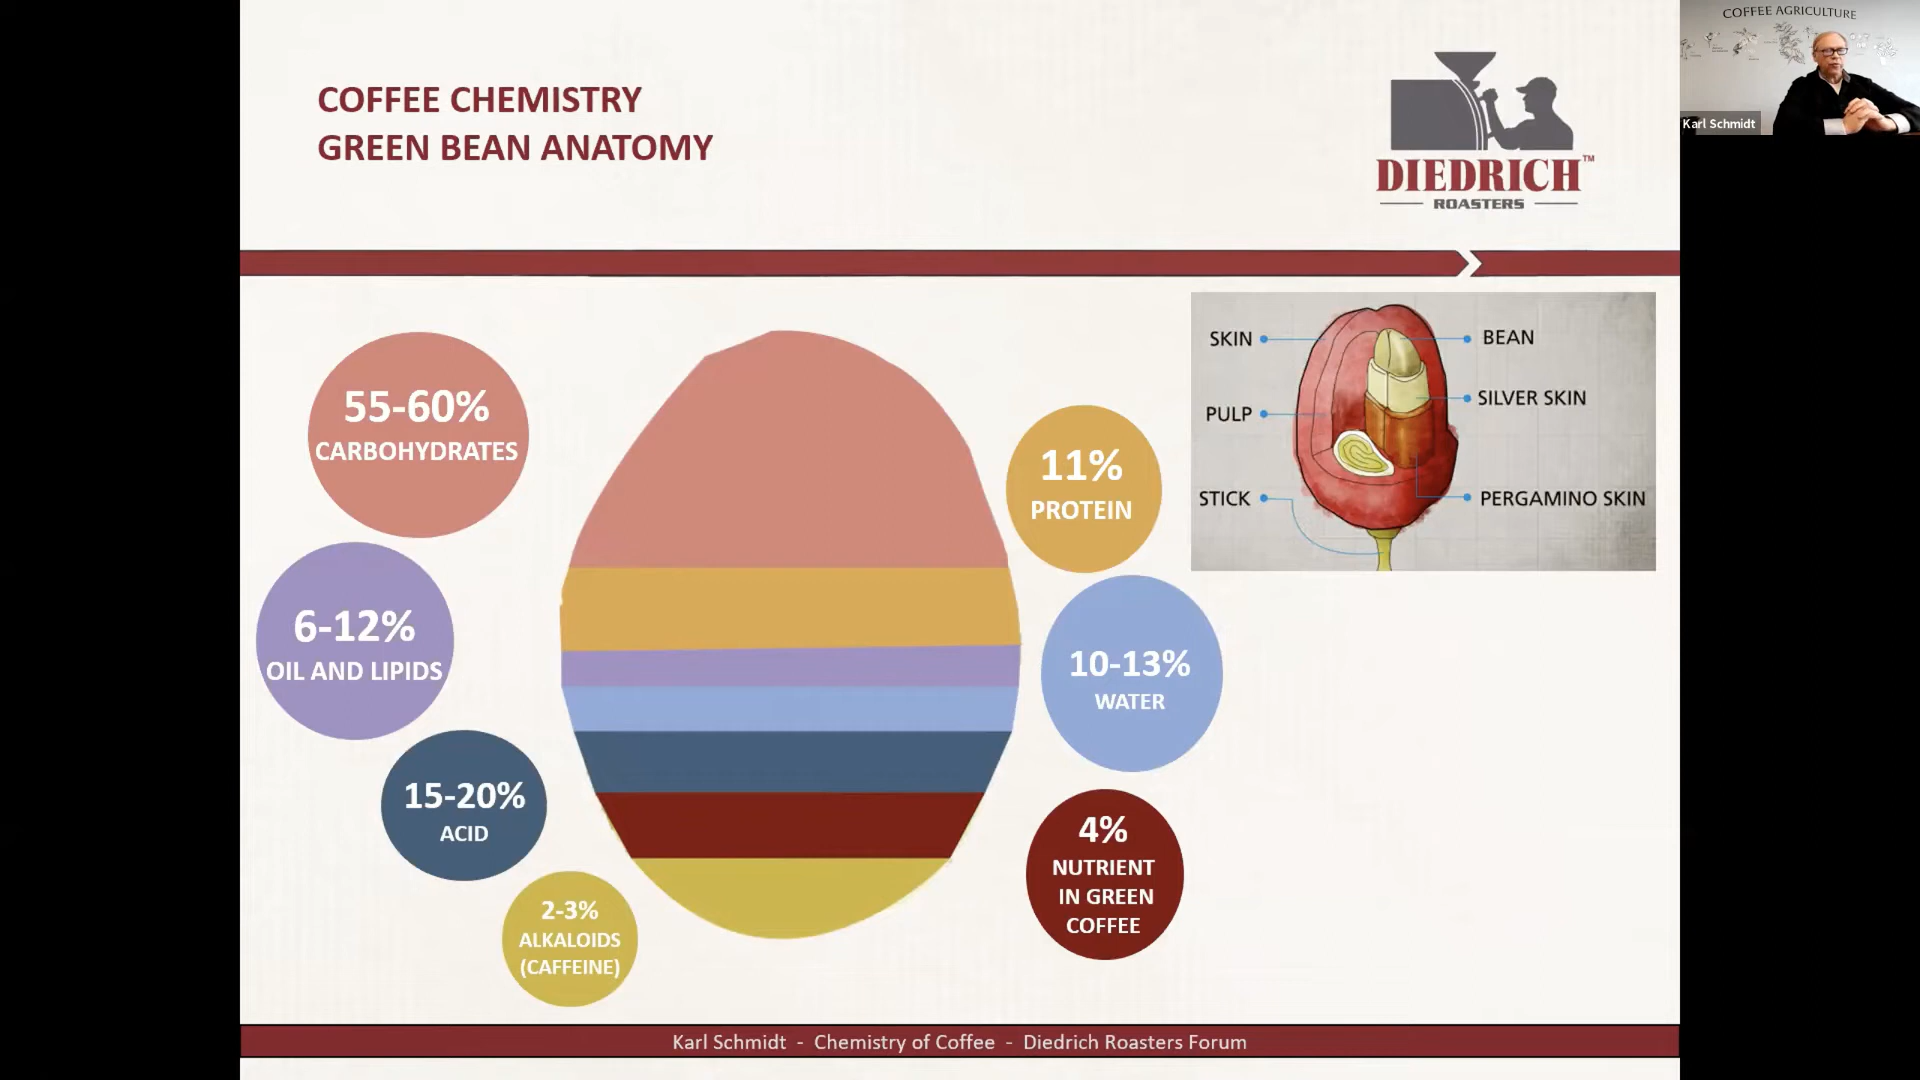 COFFEE AGRICULTURE
Karl Schmidt
COFFEE CHEMISTRY
GREEN BEAN ANATOMY
DIEDRICH™
ROASTERS
55-60%
CARBOHYDRATES
6-12%
OIL AND LIPIDS
15-20%
ACID
2-3%
ALKALOIDS
(CAFFEINE)
11%
PROTEIN
10-13%
WATER
4%
NUTRIENT
IN GREEN
COFFEE
SKIN
PULP
STICK
BEAN
SILVER SKIN
PERGAMINO SKIN
Karl Schmidt - Chemistry of Coffee - Diedrich Roasters Forum